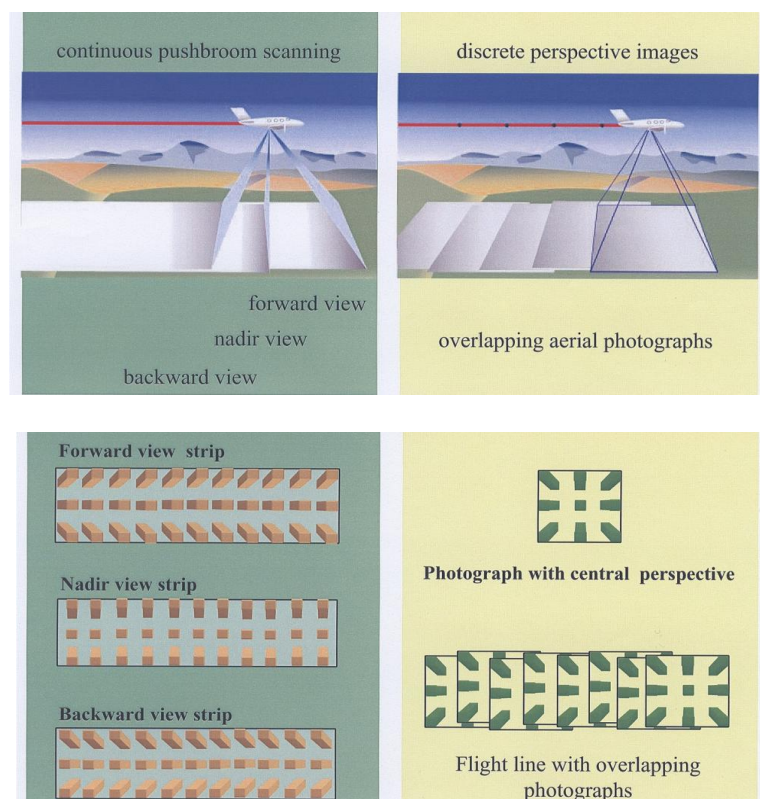 continuous pushbroom scanning
discrete perspective images
forward view
nadir view
backward view
overlapping aerial photographs
Forward view strip
Nadir view strip
Backward view strip
Photograph with central perspective
Flight line with overlapping
photographs